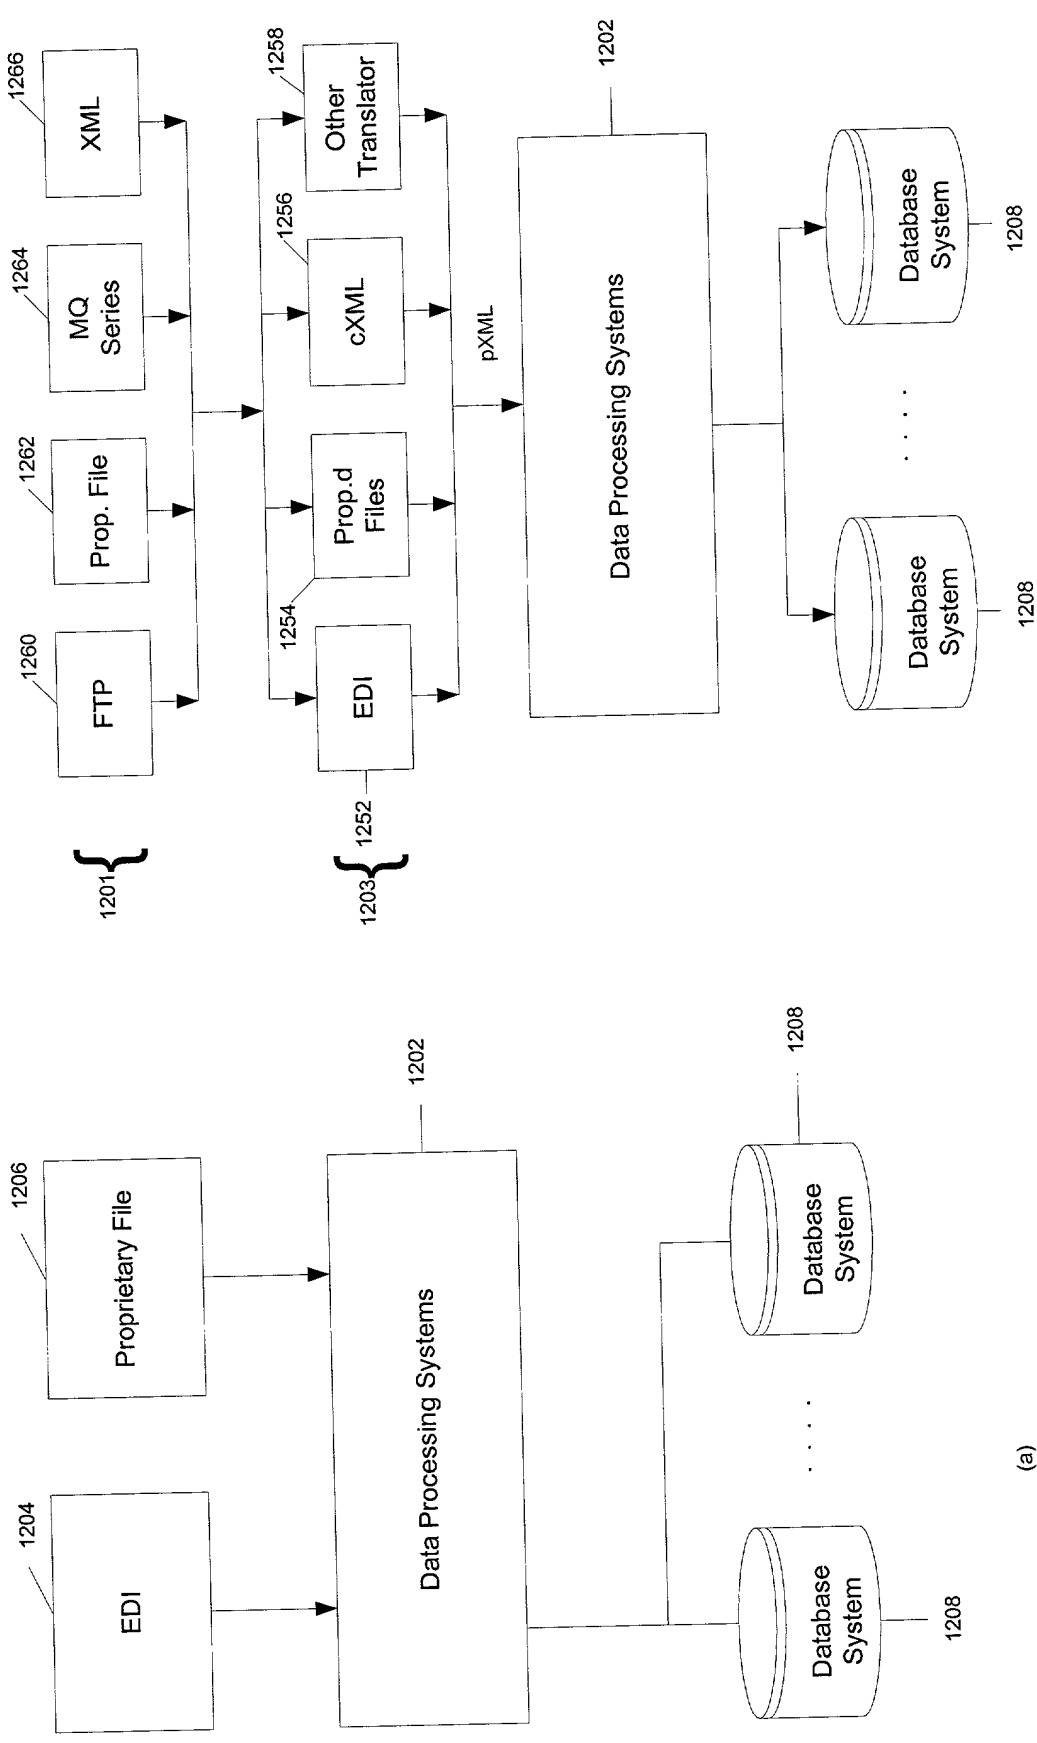 1204
EDI
1206
Proprietary File
1202
Data Processing Systems
Database
System
1208
. . . .
Database
System
1208
(a)
1201
1260
FTP
1262
Prop. File
1264
MQ
Series
1266
XML
1203
1252
EDI
1254
Prop.d
Files
1256
cXML
1258
Other
Translator
pXML
1202
Data Processing Systems
Database
System
1208
. . . .
Database
System
1208